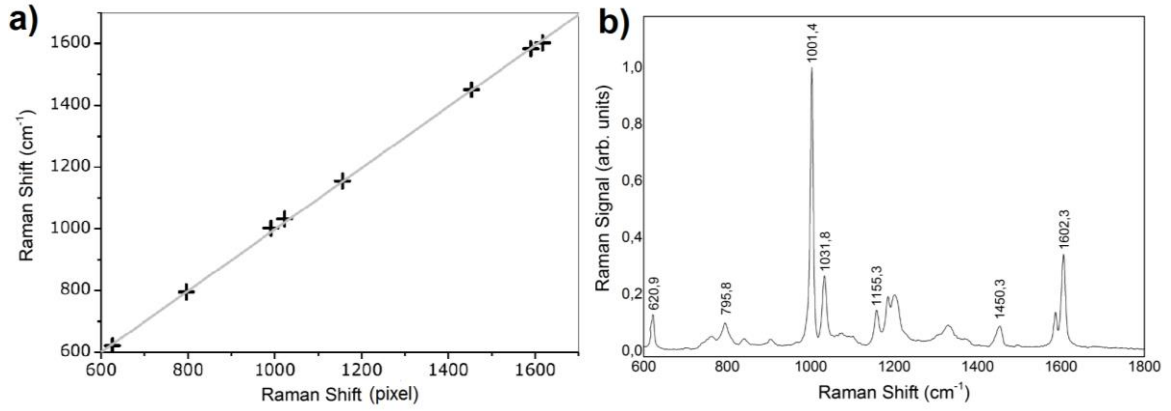 a)
1600
1400
1200
1000
800
600
Raman Shift (cm-1)
600 800 1000 1200 1400 1600
Raman Shift (pixel)
b)
1,0
0,8
0,6
0,4
0,2
0,0
Raman Signal (arb. units)
620,9
795,8
1001,4
1031,8
1155,3
1450,3
1602,3
600 800 1000 1200 1400 1600 1800
Raman Shift (cm-1)